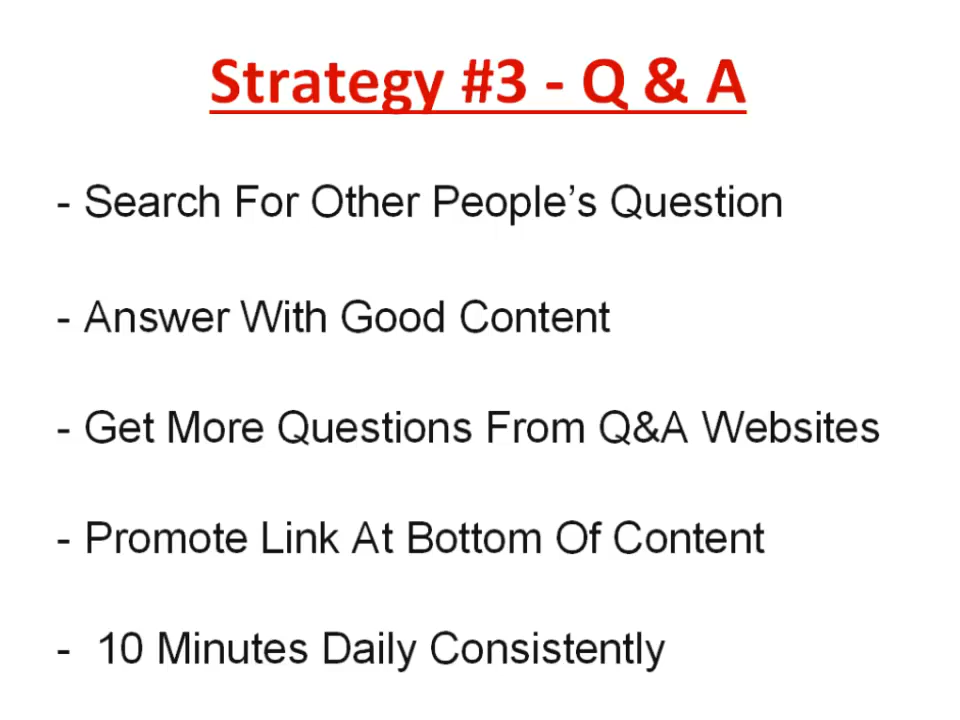 Strategy #3 - Q & A
- Search For Other People’s Question
- Answer With Good Content
- Get More Questions From Q&A Websites
- Promote Link At Bottom Of Content
- 10 Minutes Daily Consistently